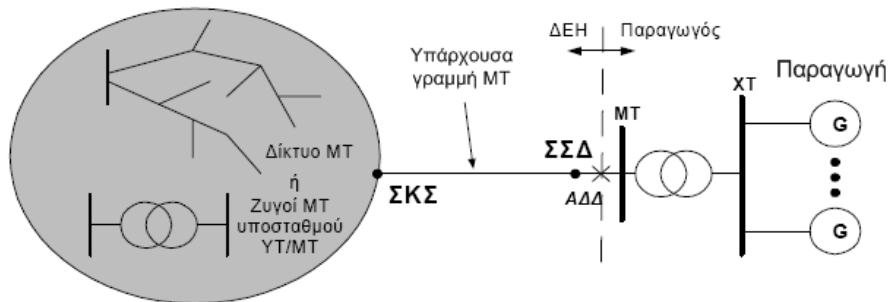 ΔΕΗ
Παραγωγός
Υπάρχουσα
γραμμή ΜΤ
Παραγωγή
ΧΤ
ΜΤ
G
ΣΣΔ
Δίκτυο ΜΤ
ή
Ζυγοί ΜΤ
υποσταθμού
ΥΤ/ΜΤ
ΣΚΣ
ΑΔΔ
G